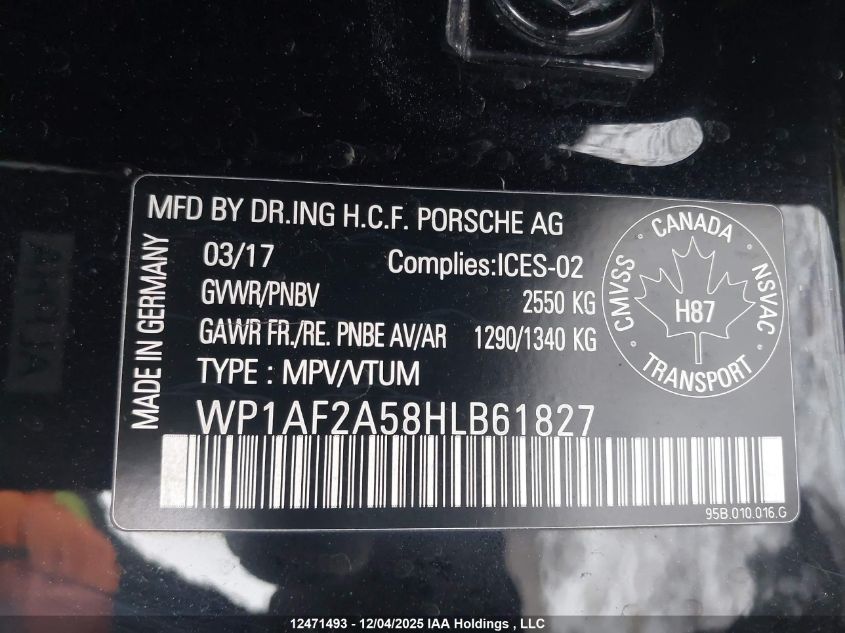 MFD BY DR.ING H.C.F. PORSCHE AG
MADE IN GERMANY
03/17 Complies:ICES-02
GVWR/PNBV 2550 KG
GAWR FR./RE. PNBE AV/AR 1290/1340 KG
TYPE : MPV/VTUM
WP1AF2A58HLB61827
CANADA
CMVSS
NSVAC
H87
TRANSPORT
95B.010.016.G
12471493 - 12/04/2025 IAA Holdings , LLC